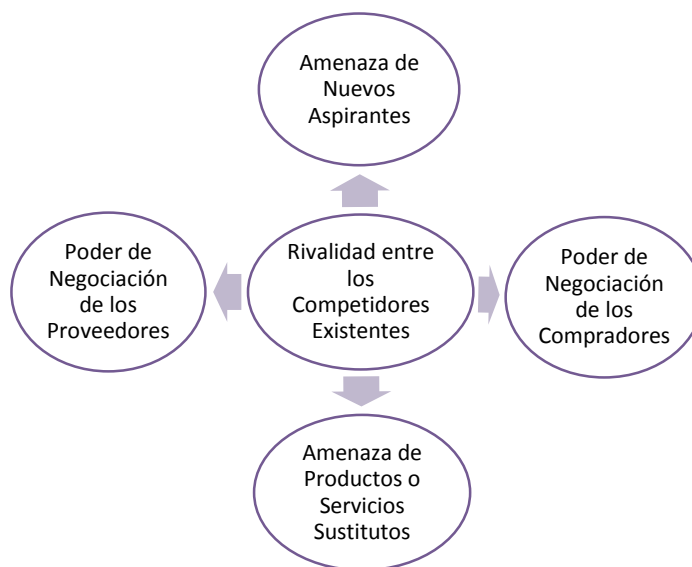 Amenaza de
Nuevos
Aspirantes
Poder de
Negociación
de los
Proveedores
Rivalidad entre
los
Competidores
Existentes
Poder de
Negociación
de los
Compradores
Amenaza de
Productos o
Servicios
Sustitutos